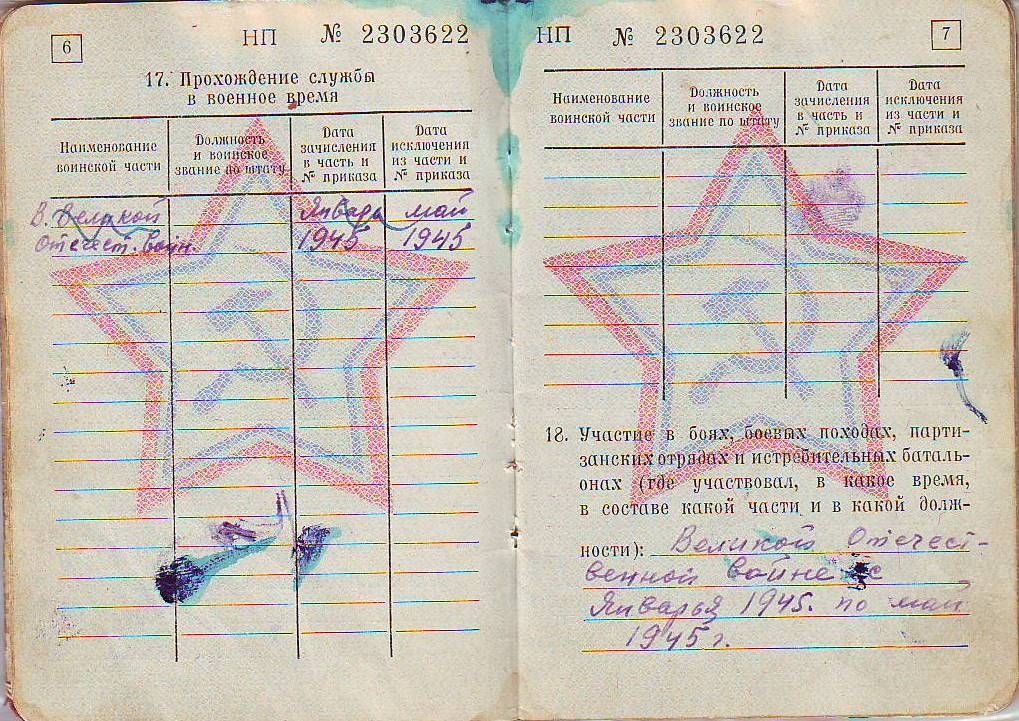 6
НП № 2303622
17. Прохождение службы
в военное время
Наименование
воинской части
Должность
и воинское
звание по штату
Дата
зачисления
в часть и
№ приказа
Дата
исключения
из части и
№ приказа
В. Великой
Отечест. войн.
Январь
1945
май
1945
НП № 2303622
7
Наименование
воинской части
Должность
и воинское
звание по штату
Дата
зачисления
в часть и
№ приказа
Дата
исключения
из части и
№ приказа
18. Участие в боях, боевых походах, парти-
занских отрядах и истребительных баталь-
онах (где участвовал, в какое время,
в составе какой части и в какой долж-
ности): Великой Отечест-
венной войне с
Январья 1945. по май
1945 г.